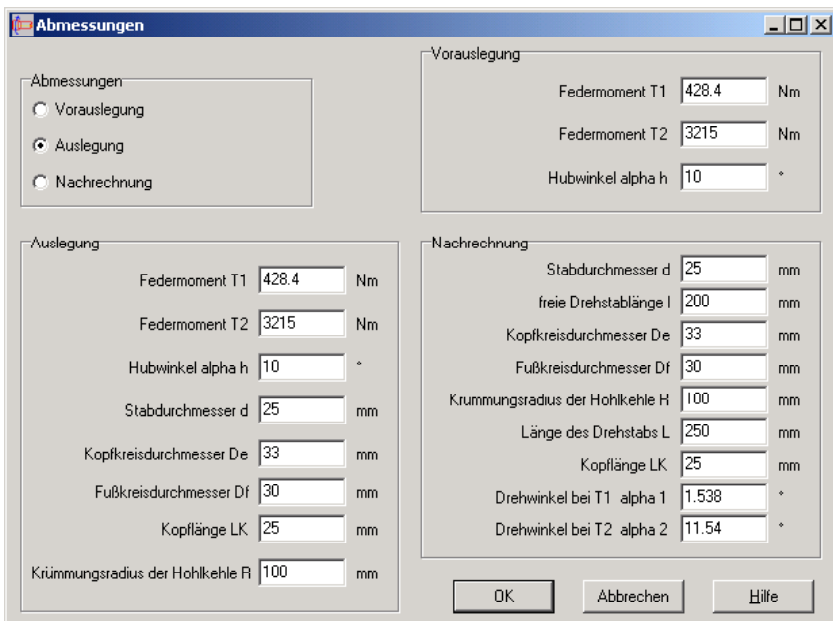 Abmessungen
Abmessungen
Vorauslegung
Auslegung
Nachrechnung
Vorauslegung
Federmoment T1 428.4 Nm
Federmoment T2 3215 Nm
Hubwinkel alpha h 10 °
Auslegung
Federmoment T1 428.4 Nm
Federmoment T2 3215 Nm
Hubwinkel alpha h 10 °
Stabdurchmesser d 25 mm
Kopfkreisdurchmesser De 33 mm
Fußkreisdurchmesser Df 30 mm
Kopflänge LK 25 mm
Krümmungsradius der Hohlkehle R 100 mm
Nachrechnung
Stabdurchmesser d 25 mm
freie Drehstablänge l 200 mm
Kopfkreisdurchmesser De 33 mm
Fußkreisdurchmesser Df 30 mm
Krümmungsradius der Hohlkehle R 100 mm
Länge des Drehstabs L 250 mm
Kopflänge LK 25 mm
Drehwinkel bei T1 alpha 1 1.538 °
Drehwinkel bei T2 alpha 2 11.54 °
OK Abbrechen Hilfe